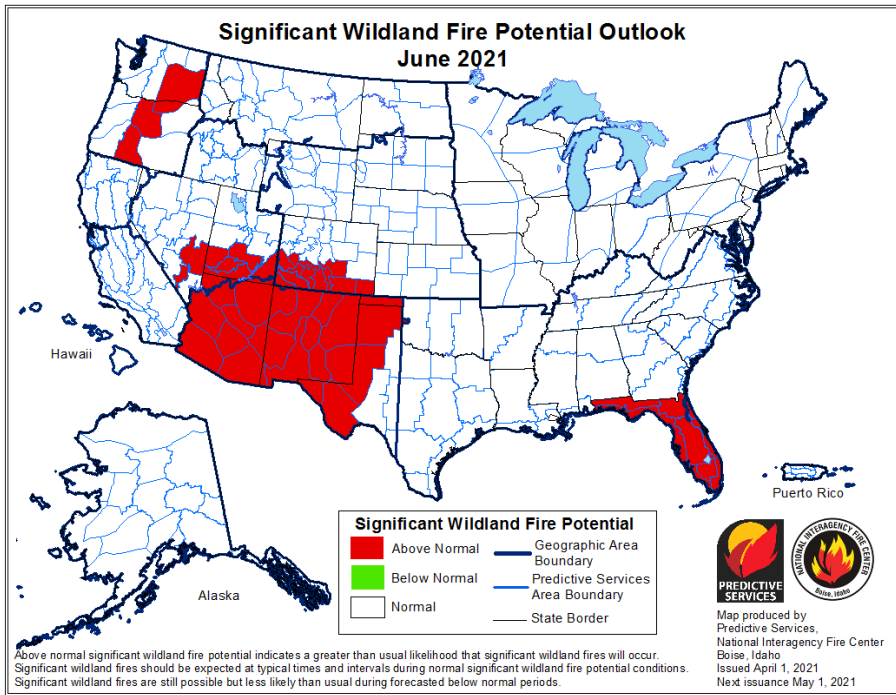 Significant Wildland Fire Potential Outlook
June 2021
Hawaii
Alaska
Puerto Rico
Significant Wildland Fire Potential
Above Normal
Below Normal
Normal
Geographic Area
Boundary
Predictive Services
Area Boundary
State Border
PREDICTIVE
SERVICES
NATIONAL INTERAGENCY FIRE CENTER
Boise, Idaho
Map produced by
Predictive Services,
National Interagency Fire Center
Boise, Idaho
Issued April 1, 2021
Next issuance May 1, 2021
Above normal significant wildland fire potential indicates a greater than usual likelihood that significant wildland fires will occur.
Significant wildland fires should be expected at typical times and intervals during normal significant wildland fire potential conditions.
Significant wildland fires are still possible but less likely than usual during forecasted below normal periods.